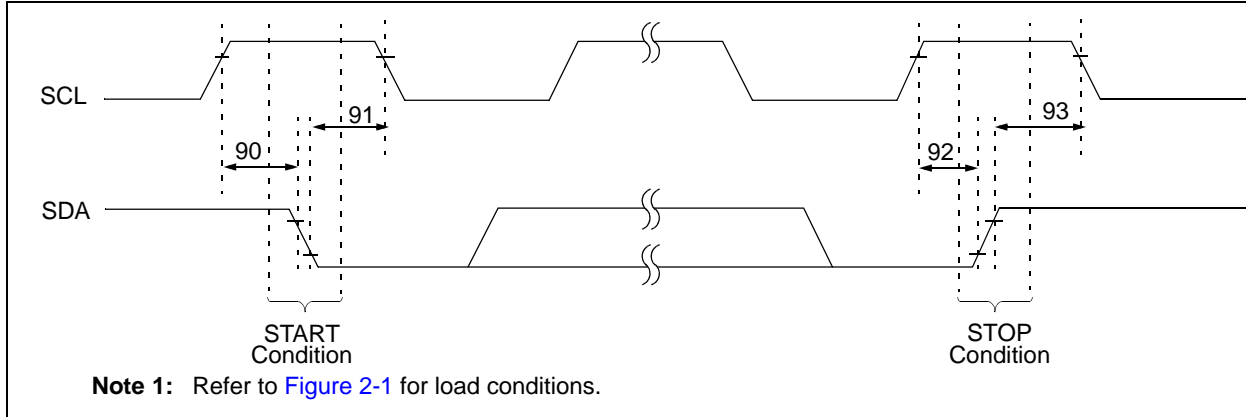 SCL
91
93
90
92
SDA
START
Condition
STOP
Condition
Note 1: Refer to Figure 2-1 for load conditions.